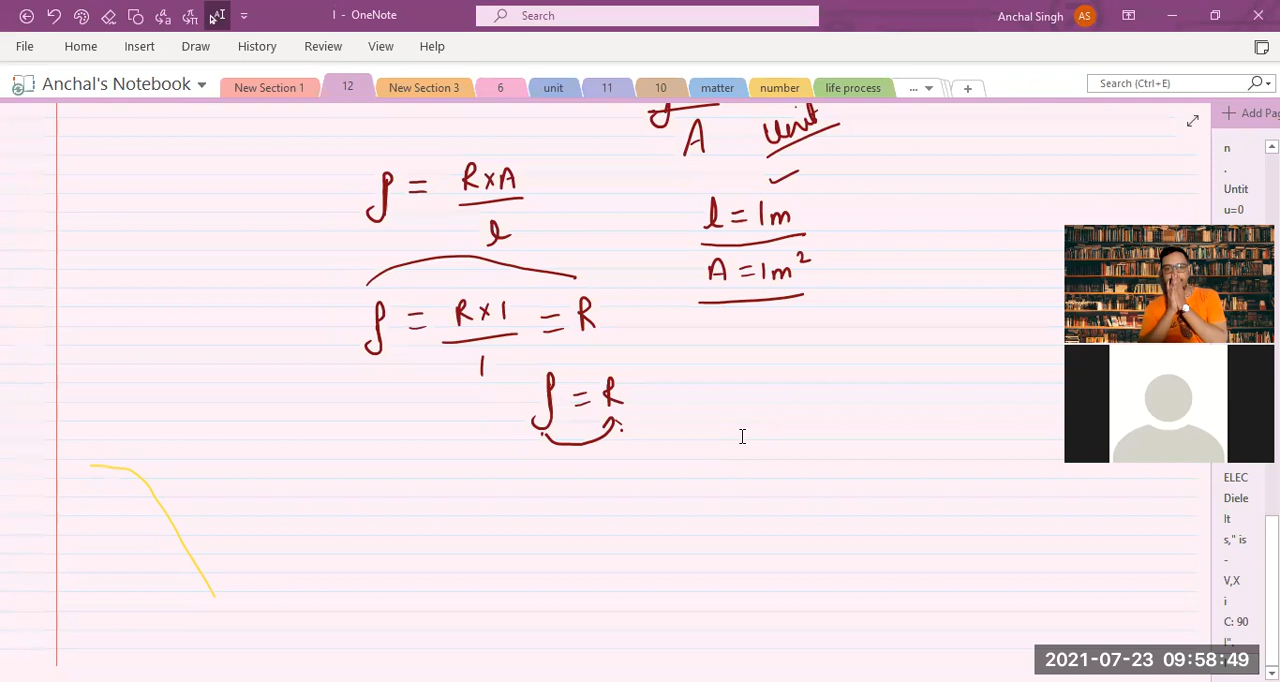 I - OneNote
Search
Anchal Singh
AS
File Home Insert Draw History Review View Help
Anchal's Notebook
New Section 1 12 New Section 3 6 unit 11 10 matter number life process ... +
Search (Ctrl+E)
Add Pag
A unit
ρ = R×A
l
l = 1m
A = 1m²
ρ = R×1 = R
1
ρ = R
n
.
Untit
u=0
ELEC
Diele
It
s," is
-
V,X
i
C: 90
l",
2021-07-23 09:58:49